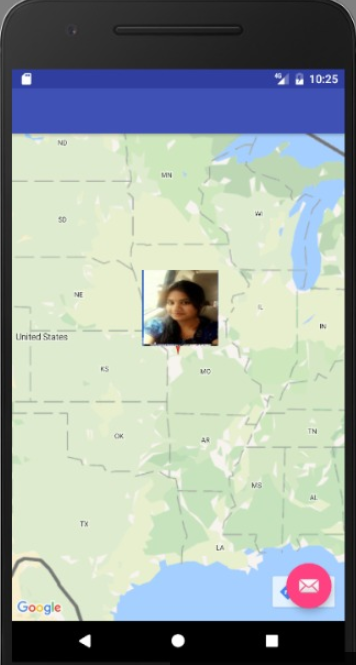 4G 10:25
ND
MN
SD
WI
NE
IL
IN
United States
KS
MO
OK
AR
TN
MS
AL
TX
LA
Google